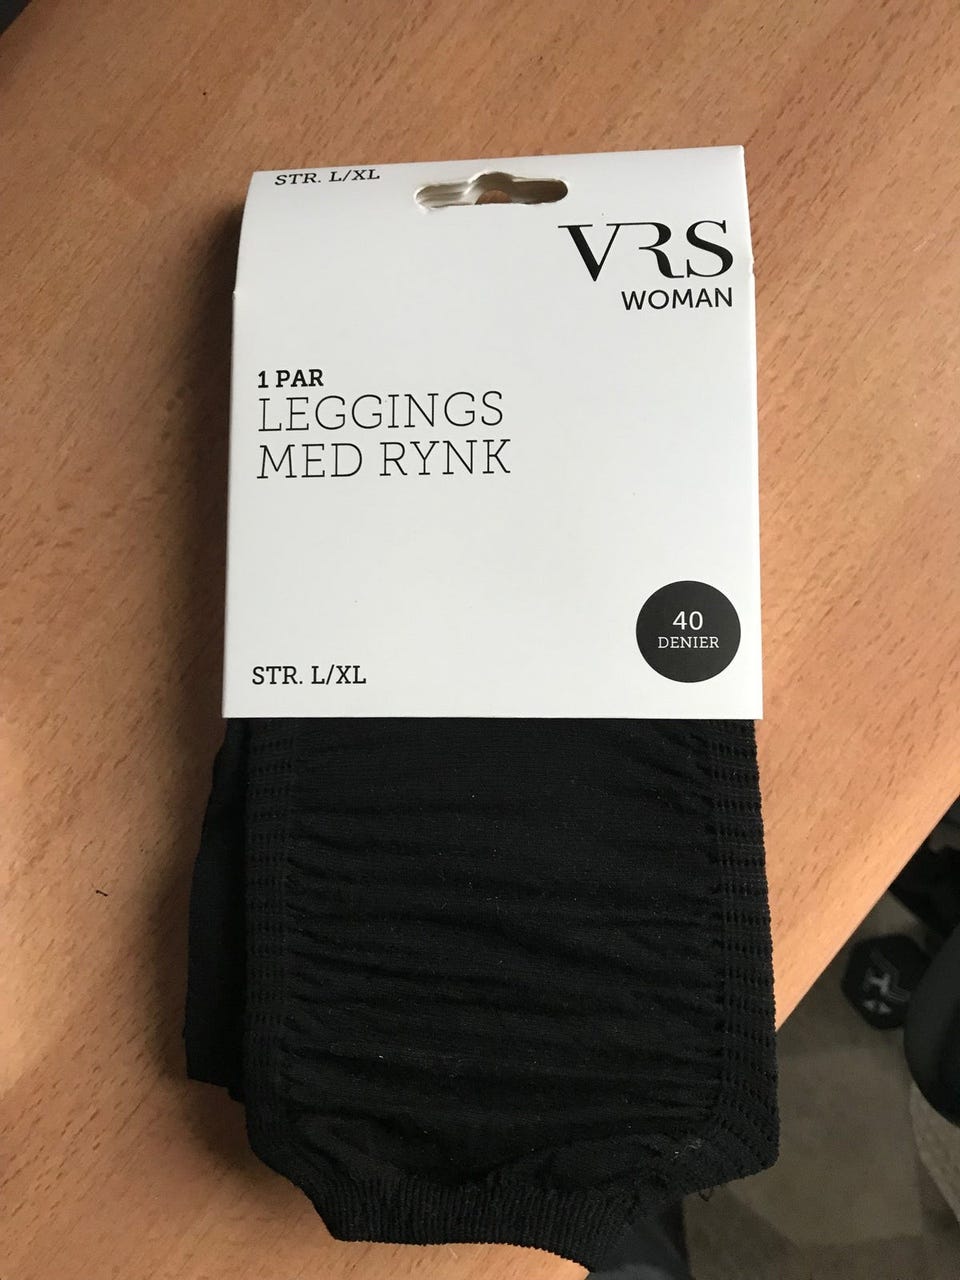 STR. L/XL
VRS
WOMAN
1 PAR
LEGGINGS
MED RYNK
40
DENIER
STR. L/XL